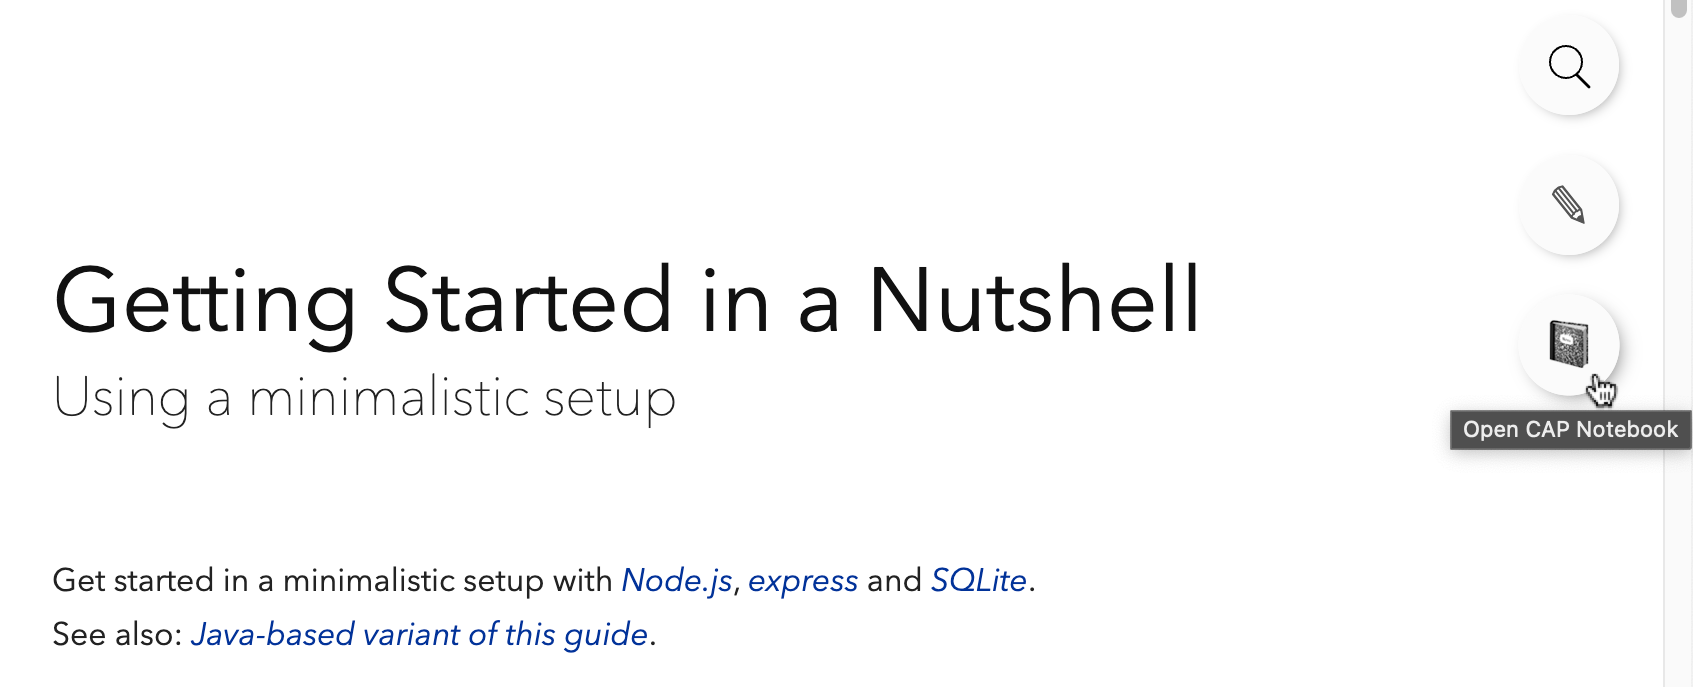 Getting Started in a Nutshell
Using a minimalistic setup
Open CAP Notebook
Get started in a minimalistic setup with Node.js, express and SQLite.
See also: Java-based variant of this guide.